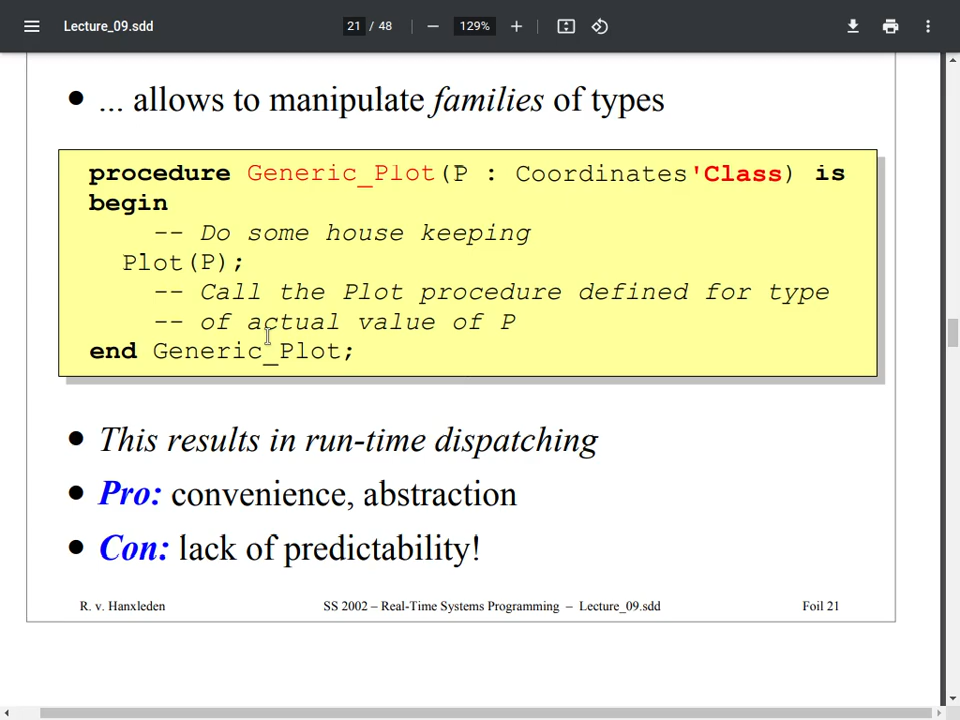 Lecture_09.sdd 21 / 48 129%
• ... allows to manipulate families of types
procedure Generic_Plot(P : Coordinates'Class) is
begin
-- Do some house keeping
Plot(P);
-- Call the Plot procedure defined for type
-- of actual value of P
end Generic_Plot;
• This results in run-time dispatching
• Pro: convenience, abstraction
• Con: lack of predictability!
R. v. Hanxleden SS 2002 – Real-Time Systems Programming – Lecture_09.sdd Foil 21